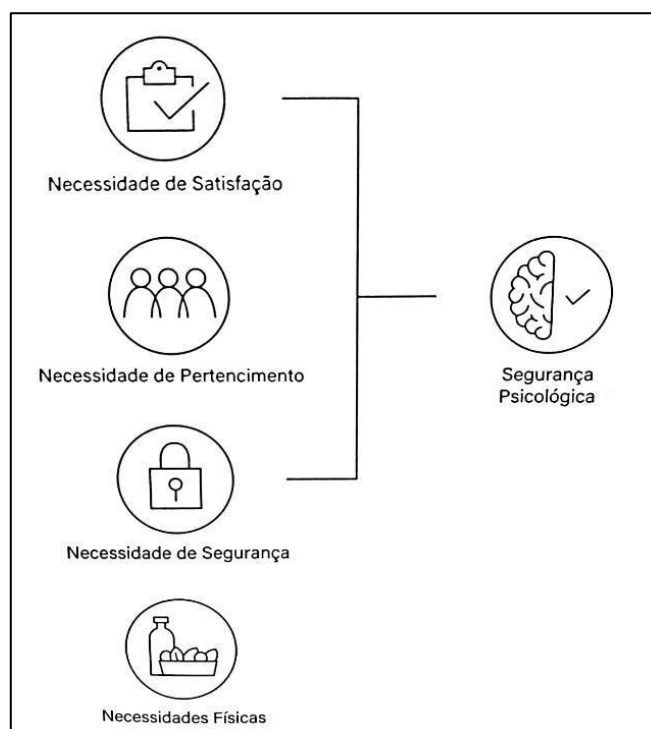 Necessidade de Satisfação
Necessidade de Pertencimento
Segurança
Psicológica
Necessidade de Segurança
Necessidades Físicas